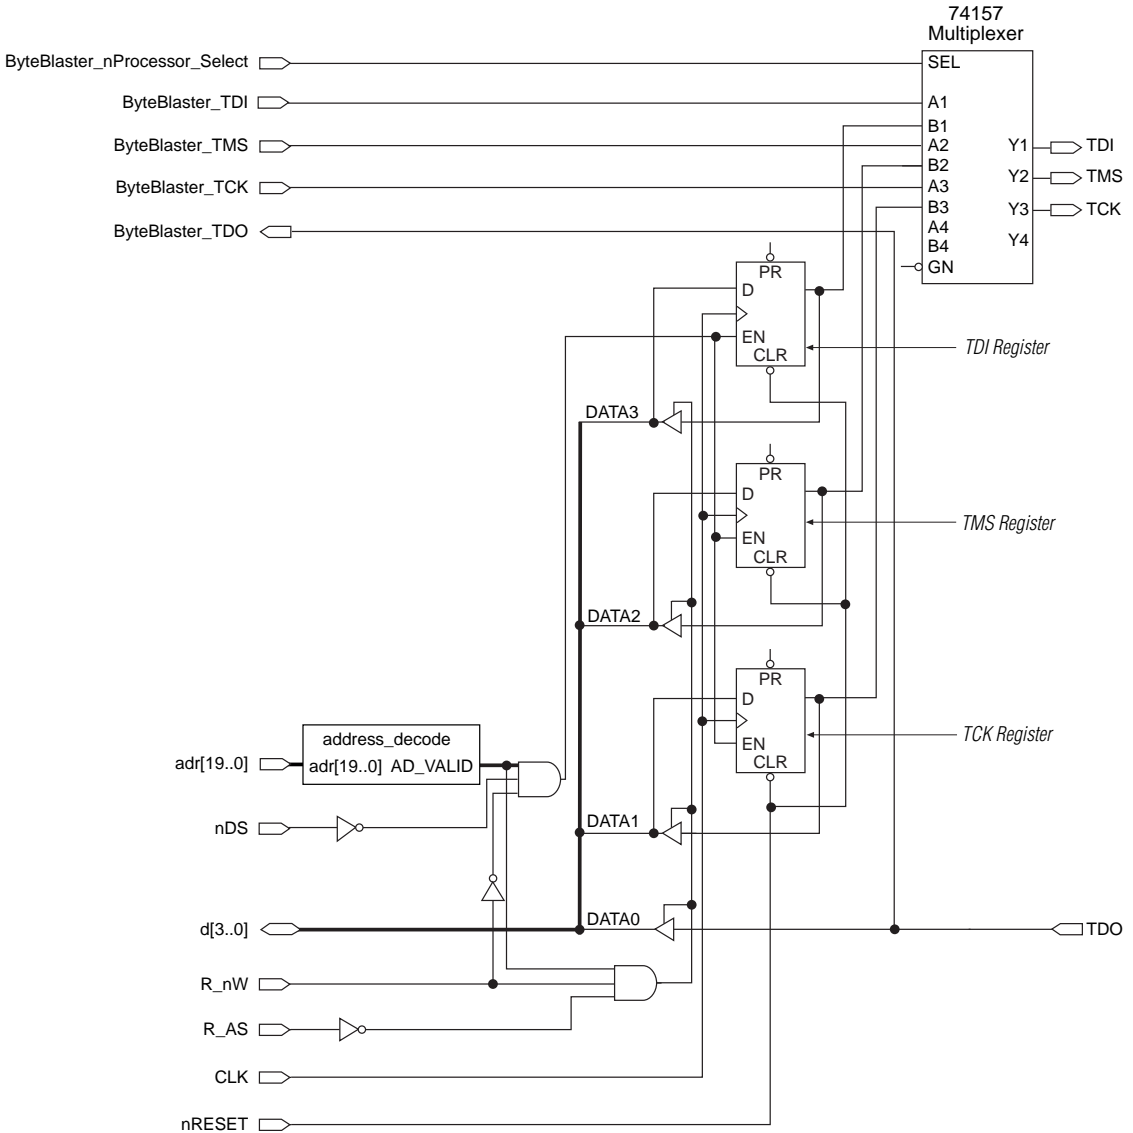 74157
Multiplexer
ByteBlaster_nProcessor_Select
SEL
ByteBlaster_TDI
A1
B1
ByteBlaster_TMS
A2
Y1
TDI
B2
Y2
TMS
ByteBlaster_TCK
A3
B3
Y3
TCK
ByteBlaster_TDO
A4
B4
Y4
GN
PR
D
EN
CLR
TDI Register
DATA3
PR
D
EN
CLR
TMS Register
DATA2
PR
D
EN
CLR
TCK Register
address_decode
adr[19..0]
adr[19..0] AD_VALID
nDS
DATA1
d[3..0]
DATA0
TDO
R_nW
R_AS
CLK
nRESET